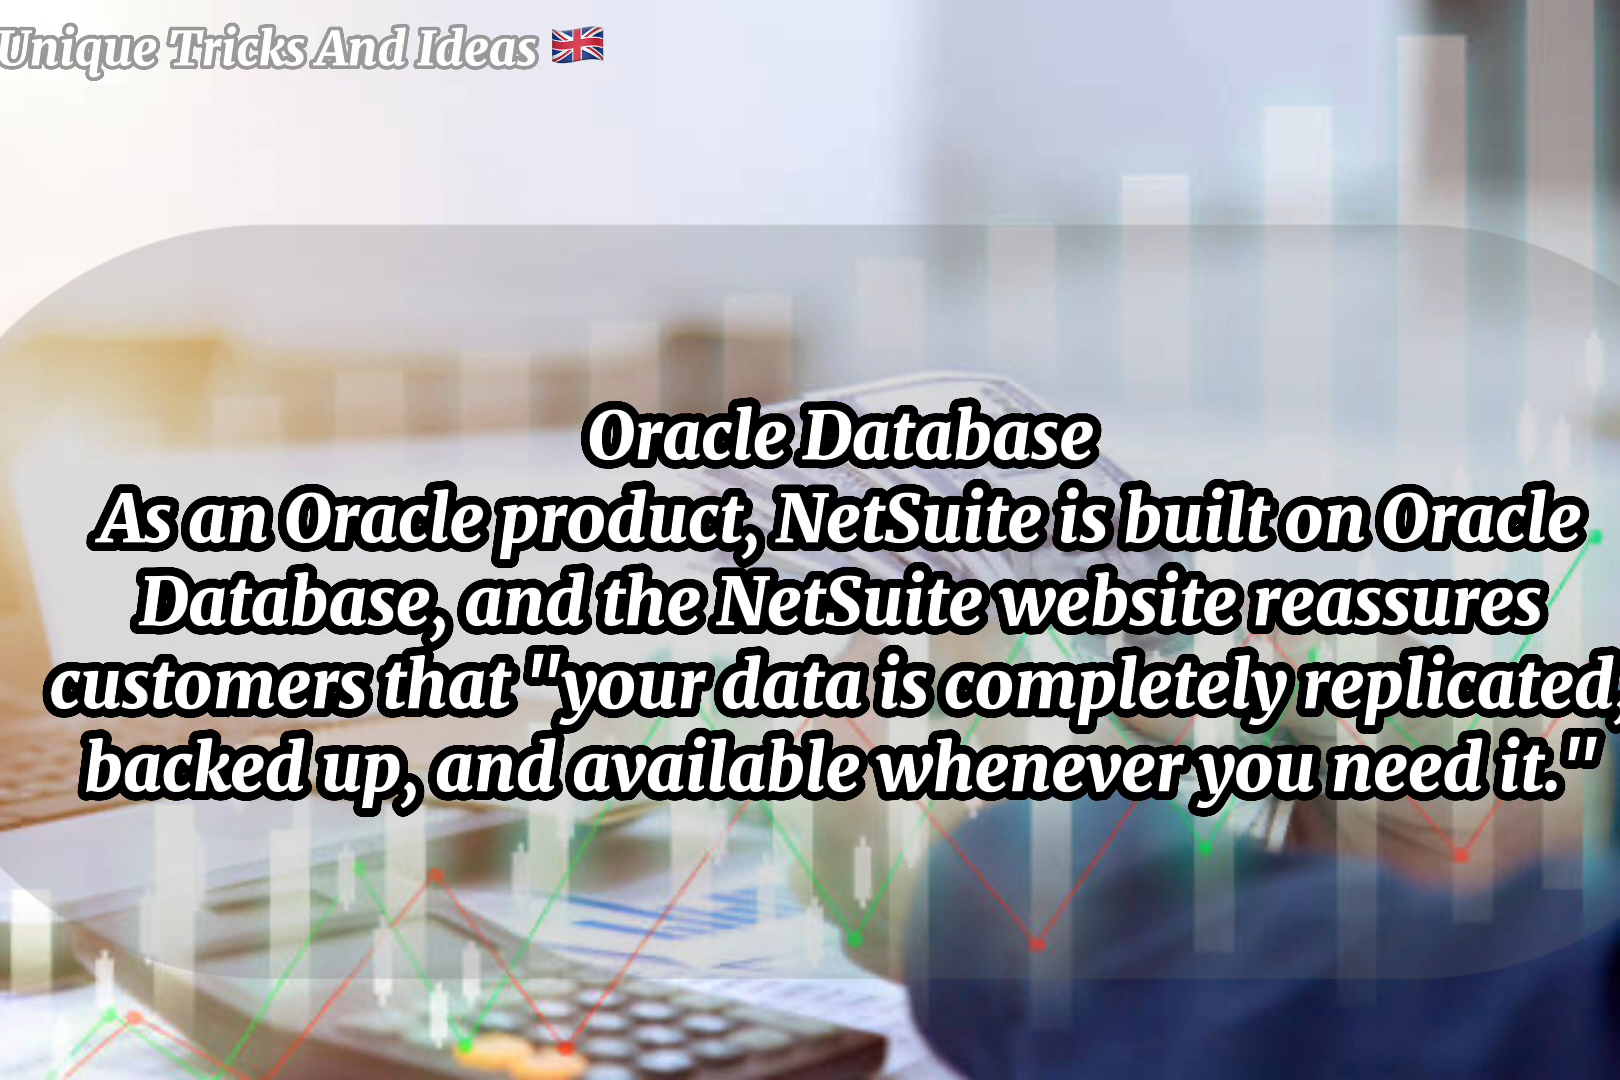 Unique Tricks And Ideas 🇬🇧
Oracle Database
As an Oracle product, NetSuite is built on Oracle
Database, and the NetSuite website reassures
customers that "your data is completely replicated,
backed up, and available whenever you need it."